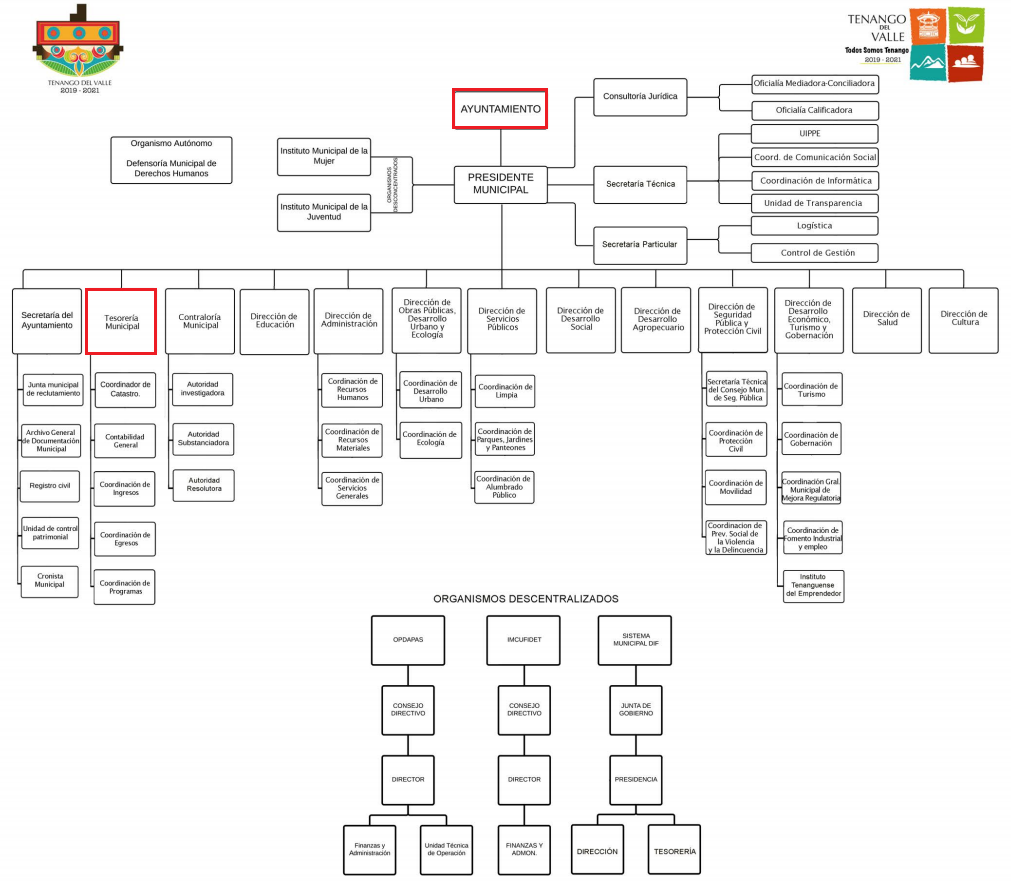 TENANGO DEL VALLE
2019 - 2021
TENANGO
DEL
VALLE
Todos Somos Tenango
2019 - 2021
AYUNTAMIENTO
Consultoría Jurídica
Oficialía Mediadora-Conciliadora
Oficialía Calificadora
Organismo Autónomo
Defensoría Municipal de
Derechos Humanos
Instituto Municipal de la
Mujer
Instituto Municipal de la
Juventud
ORGANISMOS
DESCONCENTRADOS
PRESIDENTE
MUNICIPAL
Secretaría Técnica
UIPPE
Coord. de Comunicación Social
Coordinación de Informática
Unidad de Transparencia
Secretaría Particular
Logística
Control de Gestión
Secretaría del
Ayuntamiento
Tesorería
Municipal
Contraloría
Municipal
Dirección de
Educación
Dirección de
Administración
Dirección de
Obras Públicas,
Desarrollo
Urbano y
Ecología
Dirección de
Servicios
Públicos
Dirección de
Desarrollo
Social
Dirección de
Desarrollo
Agropecuario
Dirección de
Seguridad
Pública y
Protección Civil
Dirección de
Desarrollo
Económico,
Turismo y
Gobernación
Dirección de
Salud
Dirección de
Cultura
Junta municipal
de reclutamiento
Archivo General
de Documentación
Municipal
Registro civil
Unidad de control
patrimonial
Cronista
Municipal
Coordinador de
Catastro.
Contabilidad
General
Coordinación de
Ingresos
Coordinación de
Egresos
Coordinación de
Programas
Autoridad
investigadora
Autoridad
Substanciadora
Autoridad
Resolutora
Cordinación de
Recursos
Humanos
Coordinación de
Recursos
Materiales
Coordinación de
Servicios
Generales
Coordinación de
Desarrollo
Urbano
Coordinación de
Ecología
Coordinación de
Limpia
Coordinación de
Parques, Jardines
y Panteones
Coordinación de
Alumbrado
Público
Secretaría Técnica
del Consejo Mun.
de Seg. Pública
Coordinación de
Protección
Civil
Coordinación de
Movilidad
Coordinacion de
Prev. Social de
la Violencia
y la Delincuencia
Coordinación de
Turismo
Coordinación de
Gobernación
Coordinación Gral.
Municipal de
Mejora Regulatoria
Coordinación de
Fomento Industrial
y empleo
Instituto
Tenanguense
del Emprendedor
ORGANISMOS DESCENTRALIZADOS
OPDAPAS
CONSEJO
DIRECTIVO
DIRECTOR
Finanzas y
Administración
Unidad Técnica
de Operación
IMCUFIDET
CONSEJO
DIRECTIVO
DIRECTOR
FINANZAS Y
ADMON.
SISTEMA
MUNICIPAL DIF
JUNTA DE
GOBIERNO
PRESIDENCIA
DIRECCIÓN
TESORERÍA